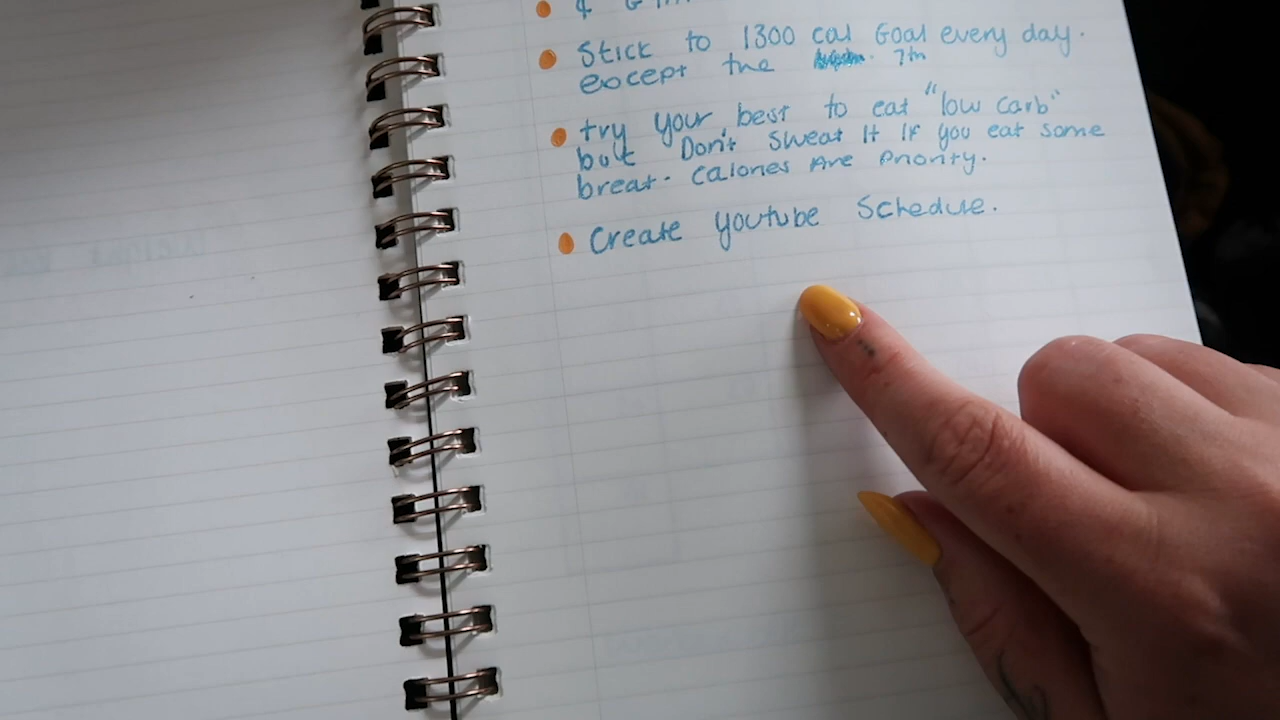 Stick to 1300 cal Goal every day.
except the 7th
try your best to eat "low carb"
but Don't Sweat It If you eat some
breat. Calories Are Priority.
Create Youtube Schedule.